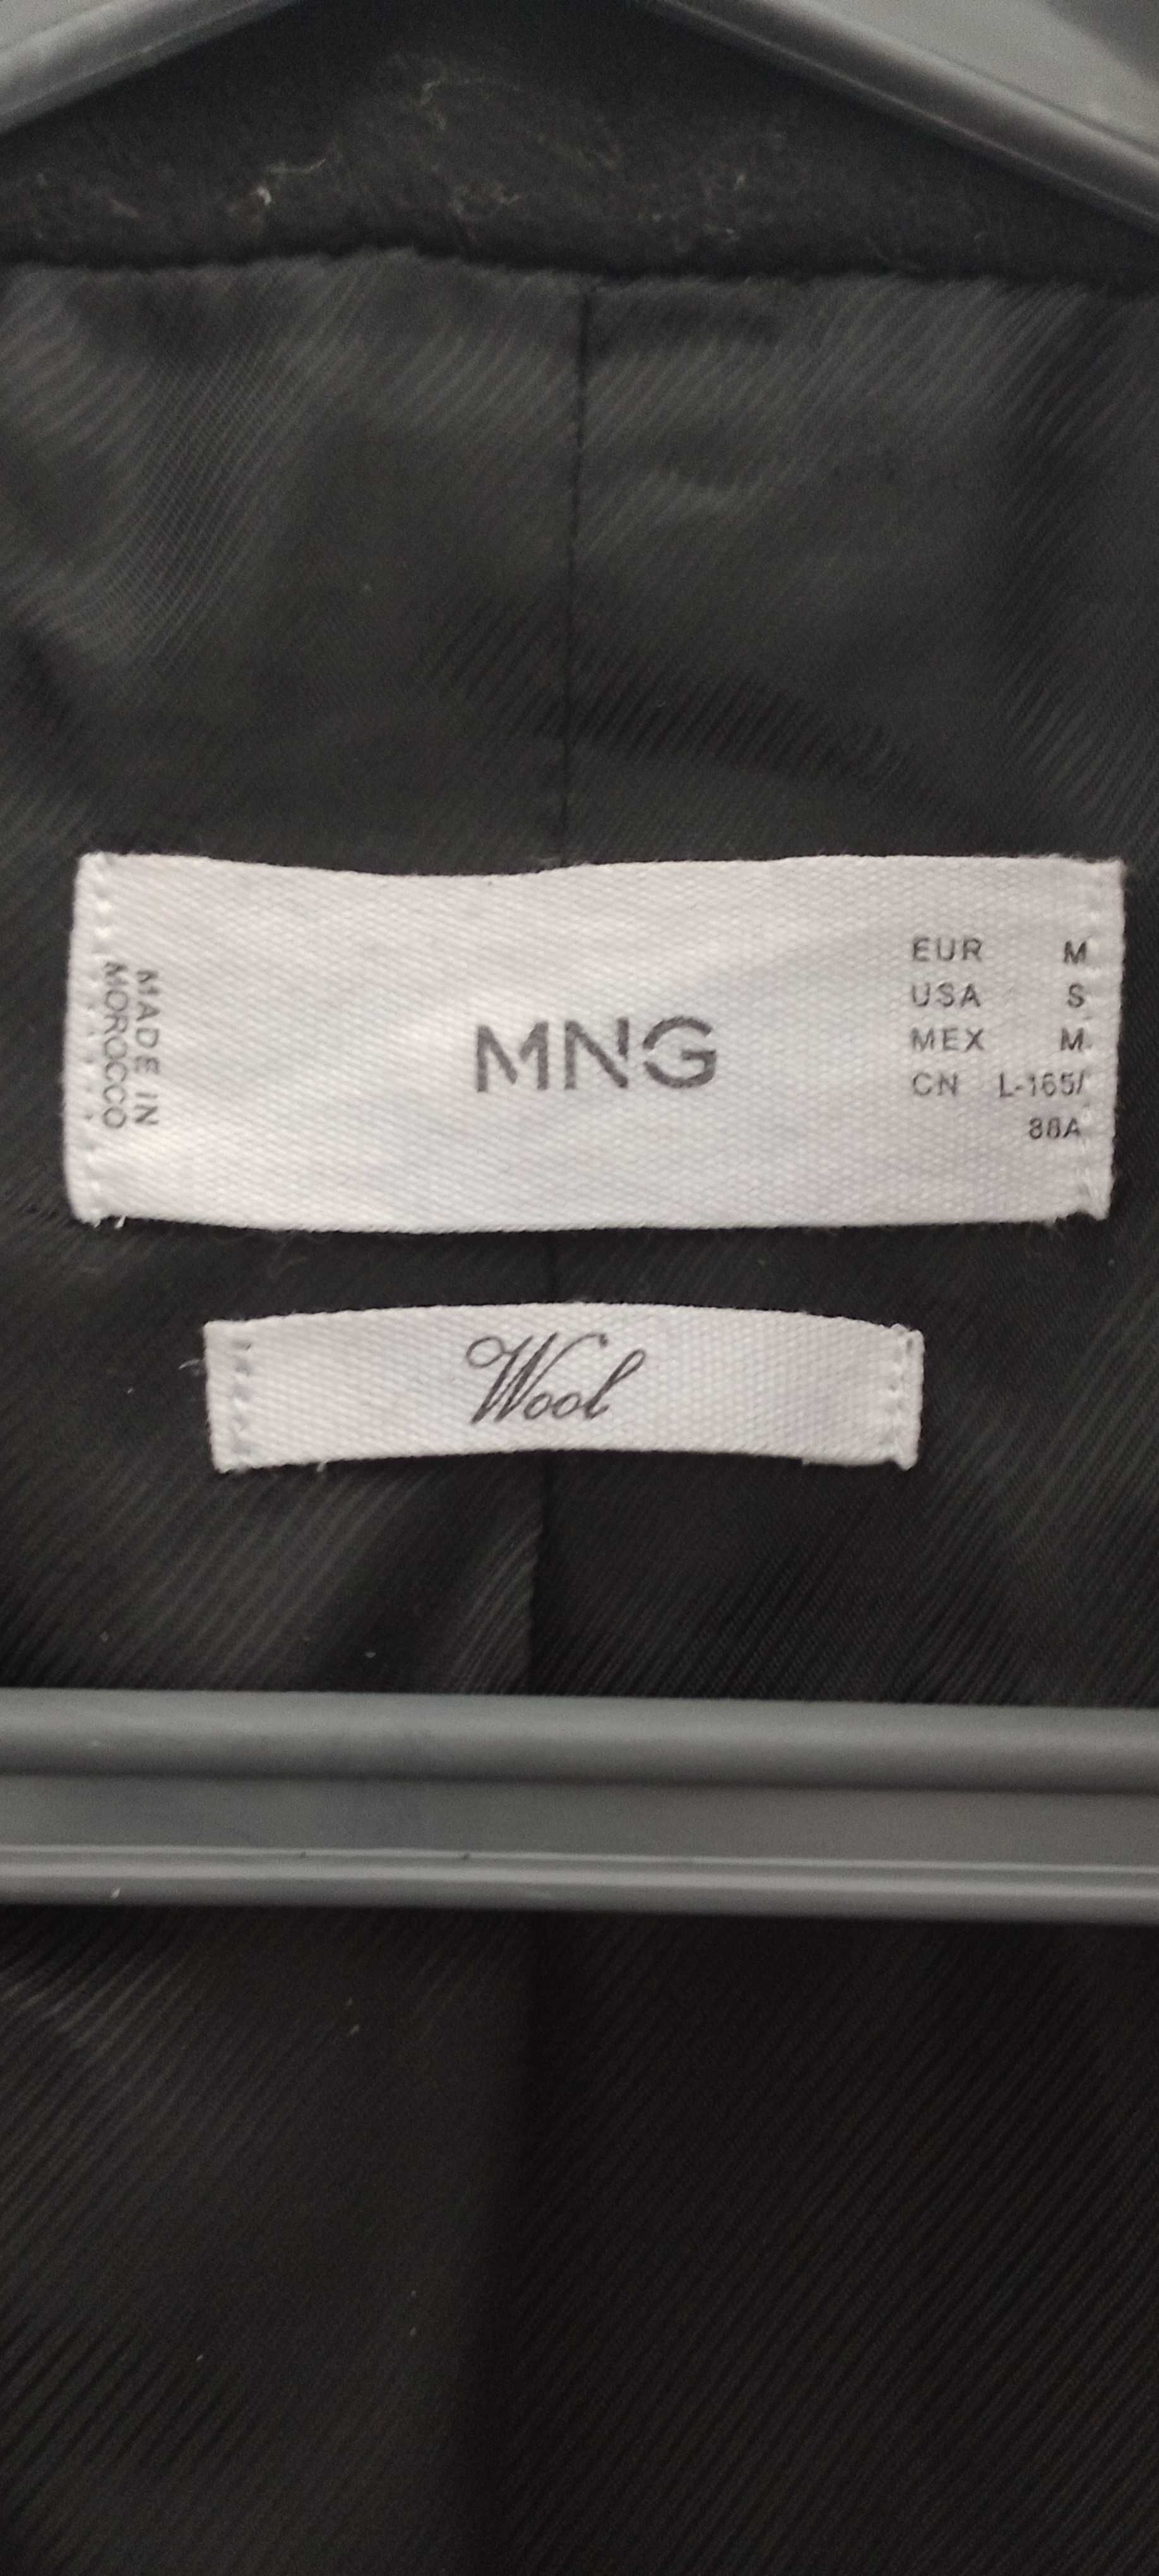 MADE IN
MOROCCO
MNG
EUR M
USA S
MEX M
CN L-165/
88A
Wool